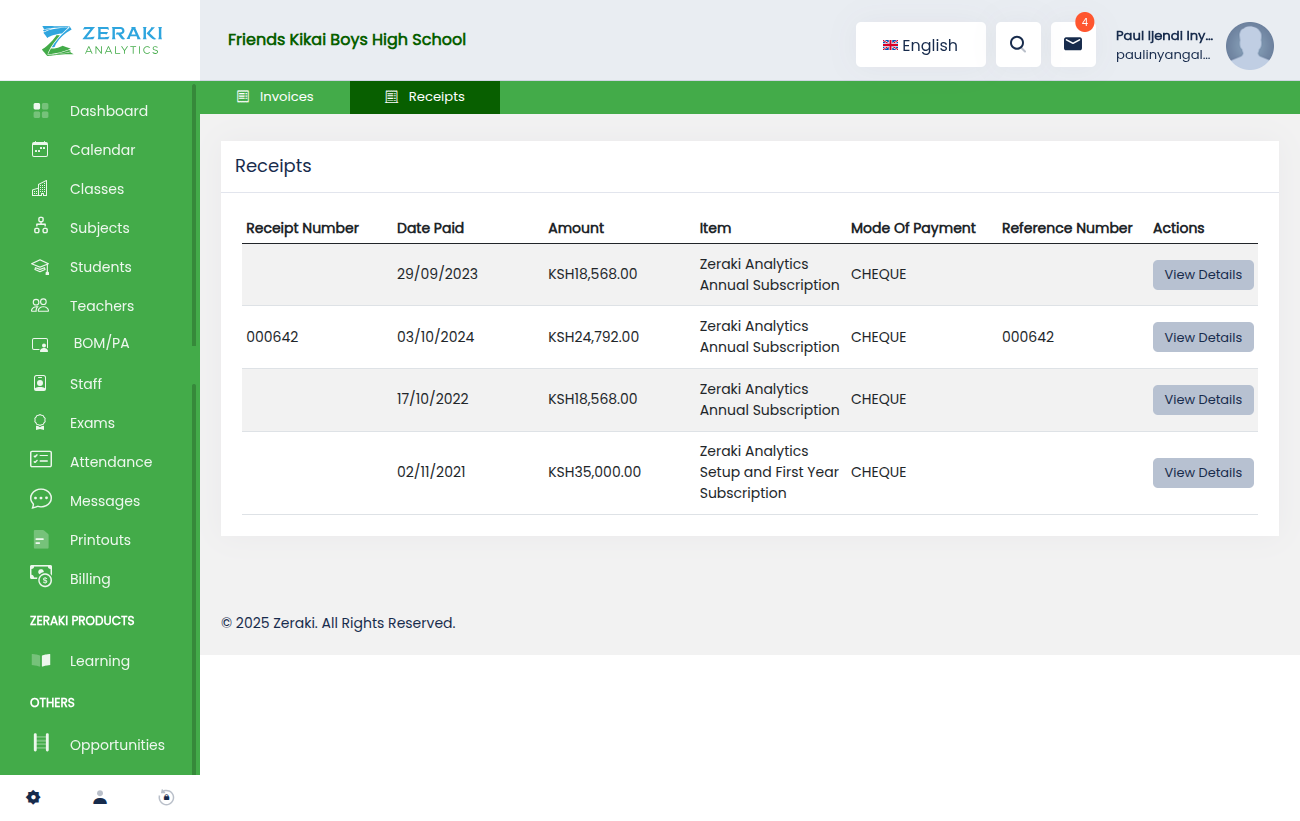 ZERAKI
ANALYTICS
Friends Kikai Boys High School
English
4
Paul Ijendi Iny...
paulinyangal...
Dashboard
Calendar
Classes
Subjects
Students
Teachers
BOM/PA
Staff
Exams
Attendance
Messages
Printouts
Billing
ZERAKI PRODUCTS
Learning
OTHERS
Opportunities
Invoices Receipts
Receipts
Receipt Number Date Paid Amount Item Mode Of Payment Reference Number Actions
29/09/2023 KSH18,568.00 Zeraki Analytics Annual Subscription CHEQUE View Details
000642 03/10/2024 KSH24,792.00 Zeraki Analytics Annual Subscription CHEQUE 000642 View Details
17/10/2022 KSH18,568.00 Zeraki Analytics Annual Subscription CHEQUE View Details
02/11/2021 KSH35,000.00 Zeraki Analytics Setup and First Year Subscription CHEQUE View Details
© 2025 Zeraki. All Rights Reserved.